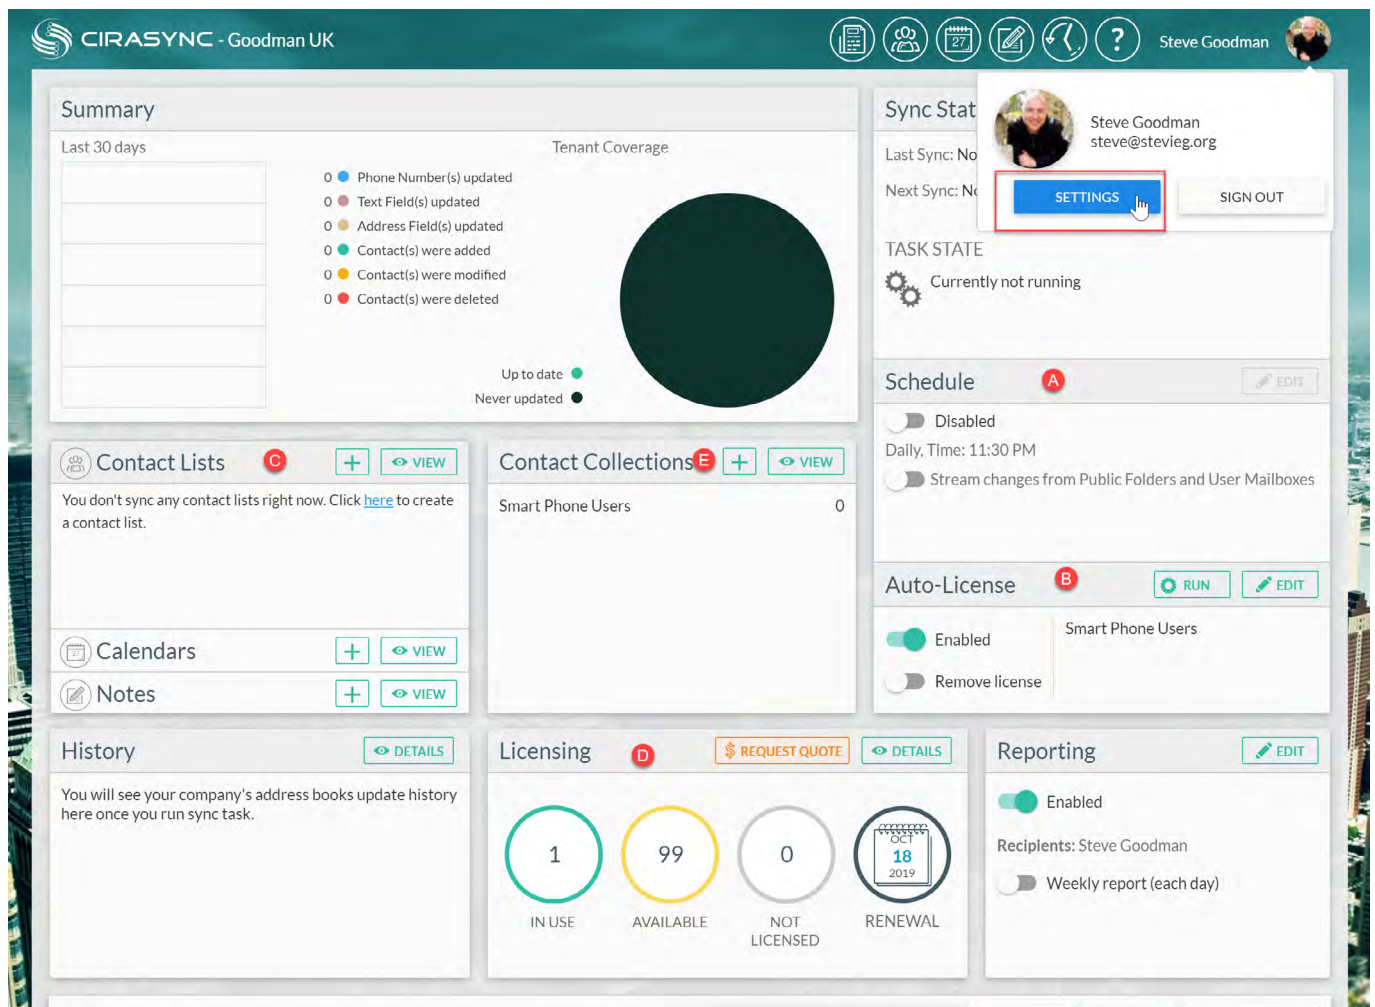 CIRASYNC - Goodman UK
27
?
Steve Goodman
Summary
Last 30 days
0 Phone Number(s) updated
0 Text Field(s) updated
0 Address Field(s) updated
0 Contact(s) were added
0 Contact(s) were modified
0 Contact(s) were deleted
Tenant Coverage
Up to date
Never updated
Sync Stat
Last Sync: No
Next Sync: No
Steve Goodman
steve@stevieg.org
SETTINGS
SIGN OUT
TASK STATE
Currently not running
Schedule
A
EDIT
Disabled
Daily, Time: 11:30 PM
Stream changes from Public Folders and User Mailboxes
Contact Lists
C
VIEW
You don't sync any contact lists right now. Click here to create
a contact list.
Calendars
VIEW
Notes
VIEW
Contact Collections
E
VIEW
Smart Phone Users 0
Auto-License
B
RUN
EDIT
Enabled
Remove license
Smart Phone Users
History
DETAILS
You will see your company's address books update history
here once you run sync task.
Licensing
D
$ REQUEST QUOTE
DETAILS
1
IN USE
99
AVAILABLE
0
NOT
LICENSED
OCT
18
2019
RENEWAL
Reporting
EDIT
Enabled
Recipients: Steve Goodman
Weekly report (each day)